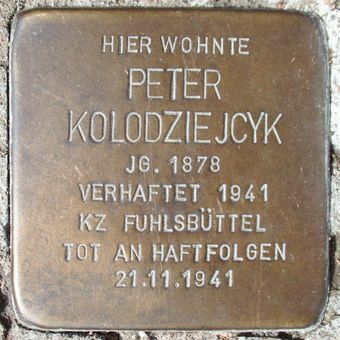 HIER WOHNTE
PETER
KOLODZIEJCYK
JG. 1878
VERHAFTET 1941
KZ FUHLSBÜTTEL
TOT AN HAFTFOLGEN
21.11.1941